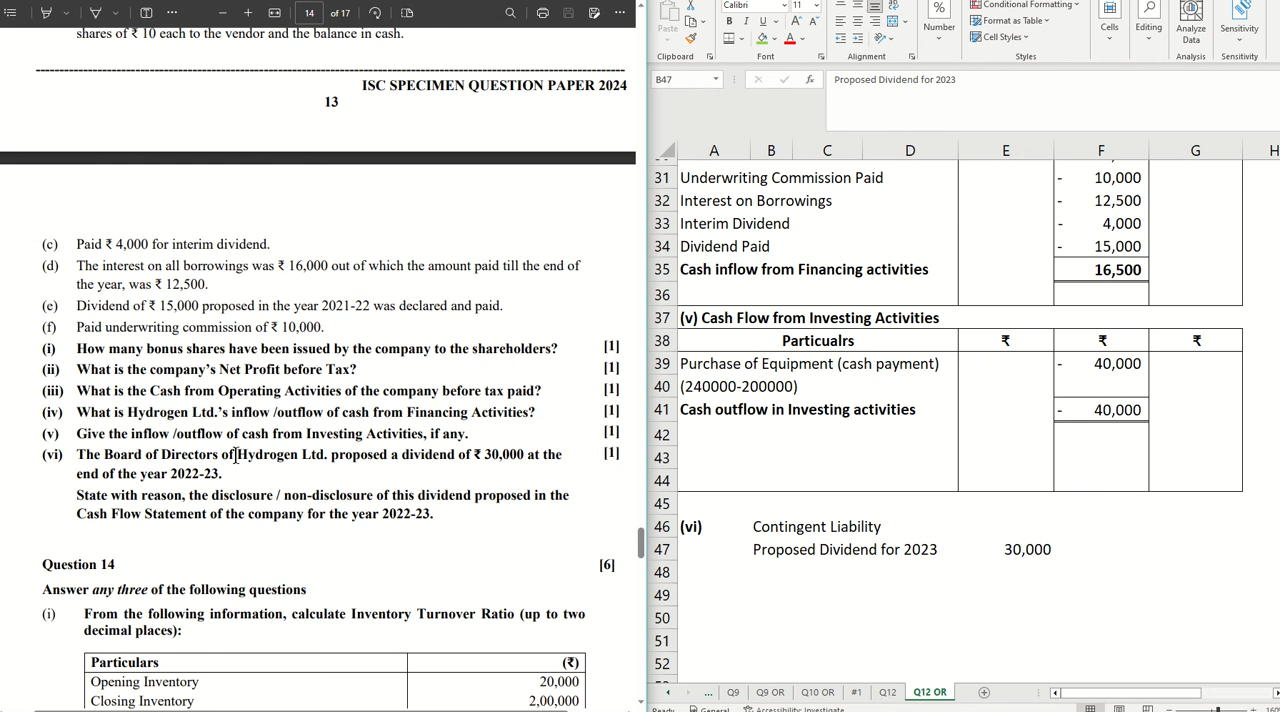 14 of 17
shares of ₹ 10 each to the vendor and the balance in cash.
ISC SPECIMEN QUESTION PAPER 2024
13
(c) Paid ₹ 4,000 for interim dividend.
(d) The interest on all borrowings was ₹ 16,000 out of which the amount paid till the end of
the year, was ₹ 12,500.
(e) Dividend of ₹ 15,000 proposed in the year 2021-22 was declared and paid.
(f) Paid underwriting commission of ₹ 10,000.
(i) How many bonus shares have been issued by the company to the shareholders? [1]
(ii) What is the company's Net Profit before Tax? [1]
(iii) What is the Cash from Operating Activities of the company before tax paid? [1]
(iv) What is Hydrogen Ltd.'s inflow /outflow of cash from Financing Activities? [1]
(v) Give the inflow /outflow of cash from Investing Activities, if any. [1]
(vi) The Board of Directors of Hydrogen Ltd. proposed a dividend of ₹ 30,000 at the [1]
end of the year 2022-23.
State with reason, the disclosure / non-disclosure of this dividend proposed in the
Cash Flow Statement of the company for the year 2022-23.
Question 14 [6]
Answer any three of the following questions
(i) From the following information, calculate Inventory Turnover Ratio (up to two
decimal places):
Particulars (₹)
Opening Inventory 20,000
Closing Inventory 2,00,000
Calibri 11
Paste
B I U
Conditional Formatting
Format as Table
Cell Styles
Number
Cells
Editing
Analyze
Data
Sensitivity
Clipboard Font Alignment Styles Analysis Sensitivity
B47 fx Proposed Dividend for 2023
A B C D E F G H
31 Underwriting Commission Paid - 10,000
32 Interest on Borrowings - 12,500
33 Interim Dividend - 4,000
34 Dividend Paid - 15,000
35 Cash inflow from Financing activities 16,500
36
37 (v) Cash Flow from Investing Activities
38 Particualrs ₹ ₹ ₹
39 Purchase of Equipment (cash payment) - 40,000
40 (240000-200000)
41 Cash outflow in Investing activities - 40,000
42
43
44
45
46 (vi) Contingent Liability
47 Proposed Dividend for 2023 30,000
48
49
50
51
52
... Q9 Q9 OR Q10 OR #1 Q12 Q12 OR
Ready General Accessibility: Investigate